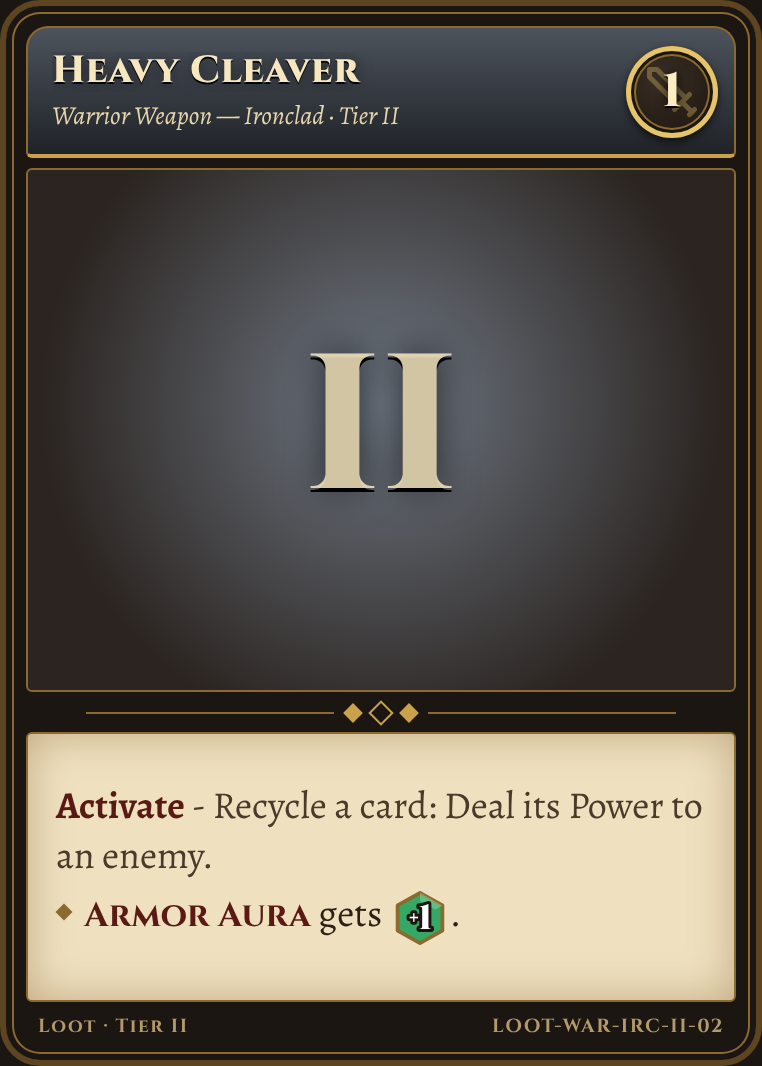 Heavy Cleaver
1
Warrior Weapon — Ironclad · Tier II
II
Activate - Recycle a card: Deal its Power to
an enemy.
Armor Aura gets +1.
Loot · Tier II
LOOT-WAR-IRC-II-02